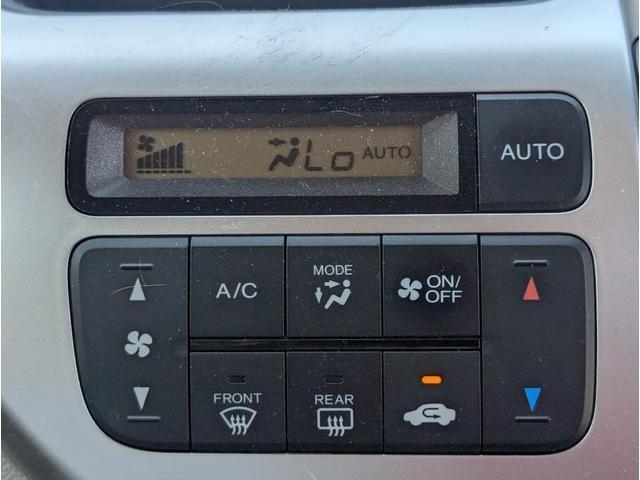 Lo AUTO
AUTO
A/C
MODE
ON/
OFF
FRONT
REAR